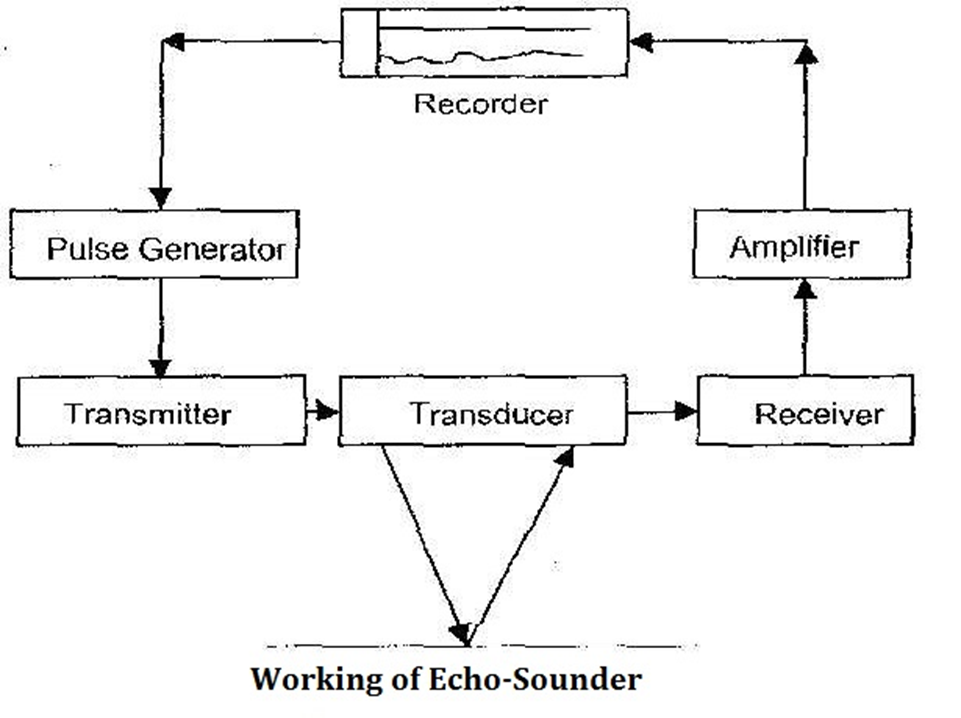 Recorder
Pulse Generator
Amplifier
Transmitter
Transducer
Receiver
Working of Echo-Sounder